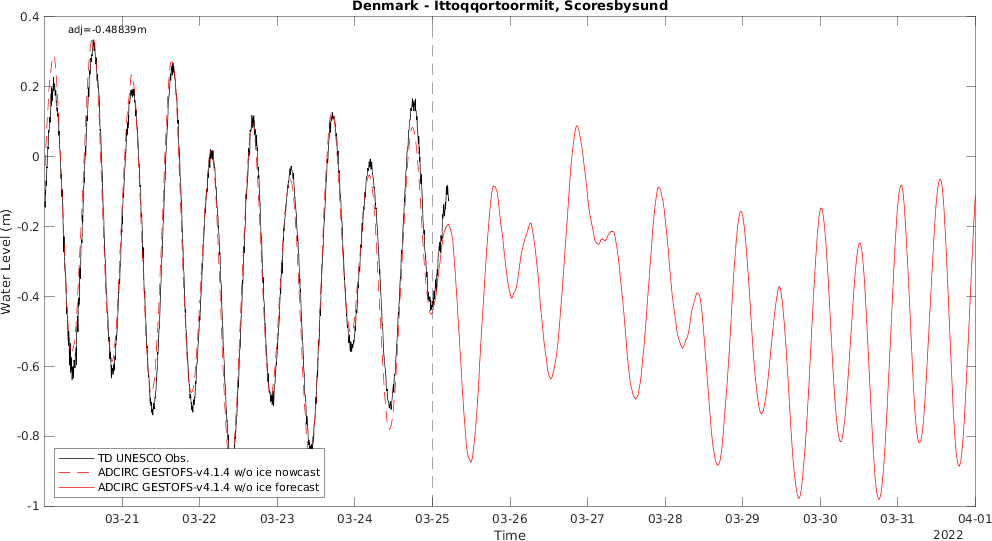 Denmark - Ittoqqortoormiit, Scoresbysund
adj=-0.48839m
0.4
0.2
0
-0.2
-0.4
-0.6
-0.8
-1
Water Level (m)
TD UNESCO Obs.
ADCIRC GESTOFS-v4.1.4 w/o ice nowcast
ADCIRC GESTOFS-v4.1.4 w/o ice forecast
03-21 03-22 03-23 03-24 03-25 03-26 03-27 03-28 03-29 03-30 03-31 04-01
Time
2022